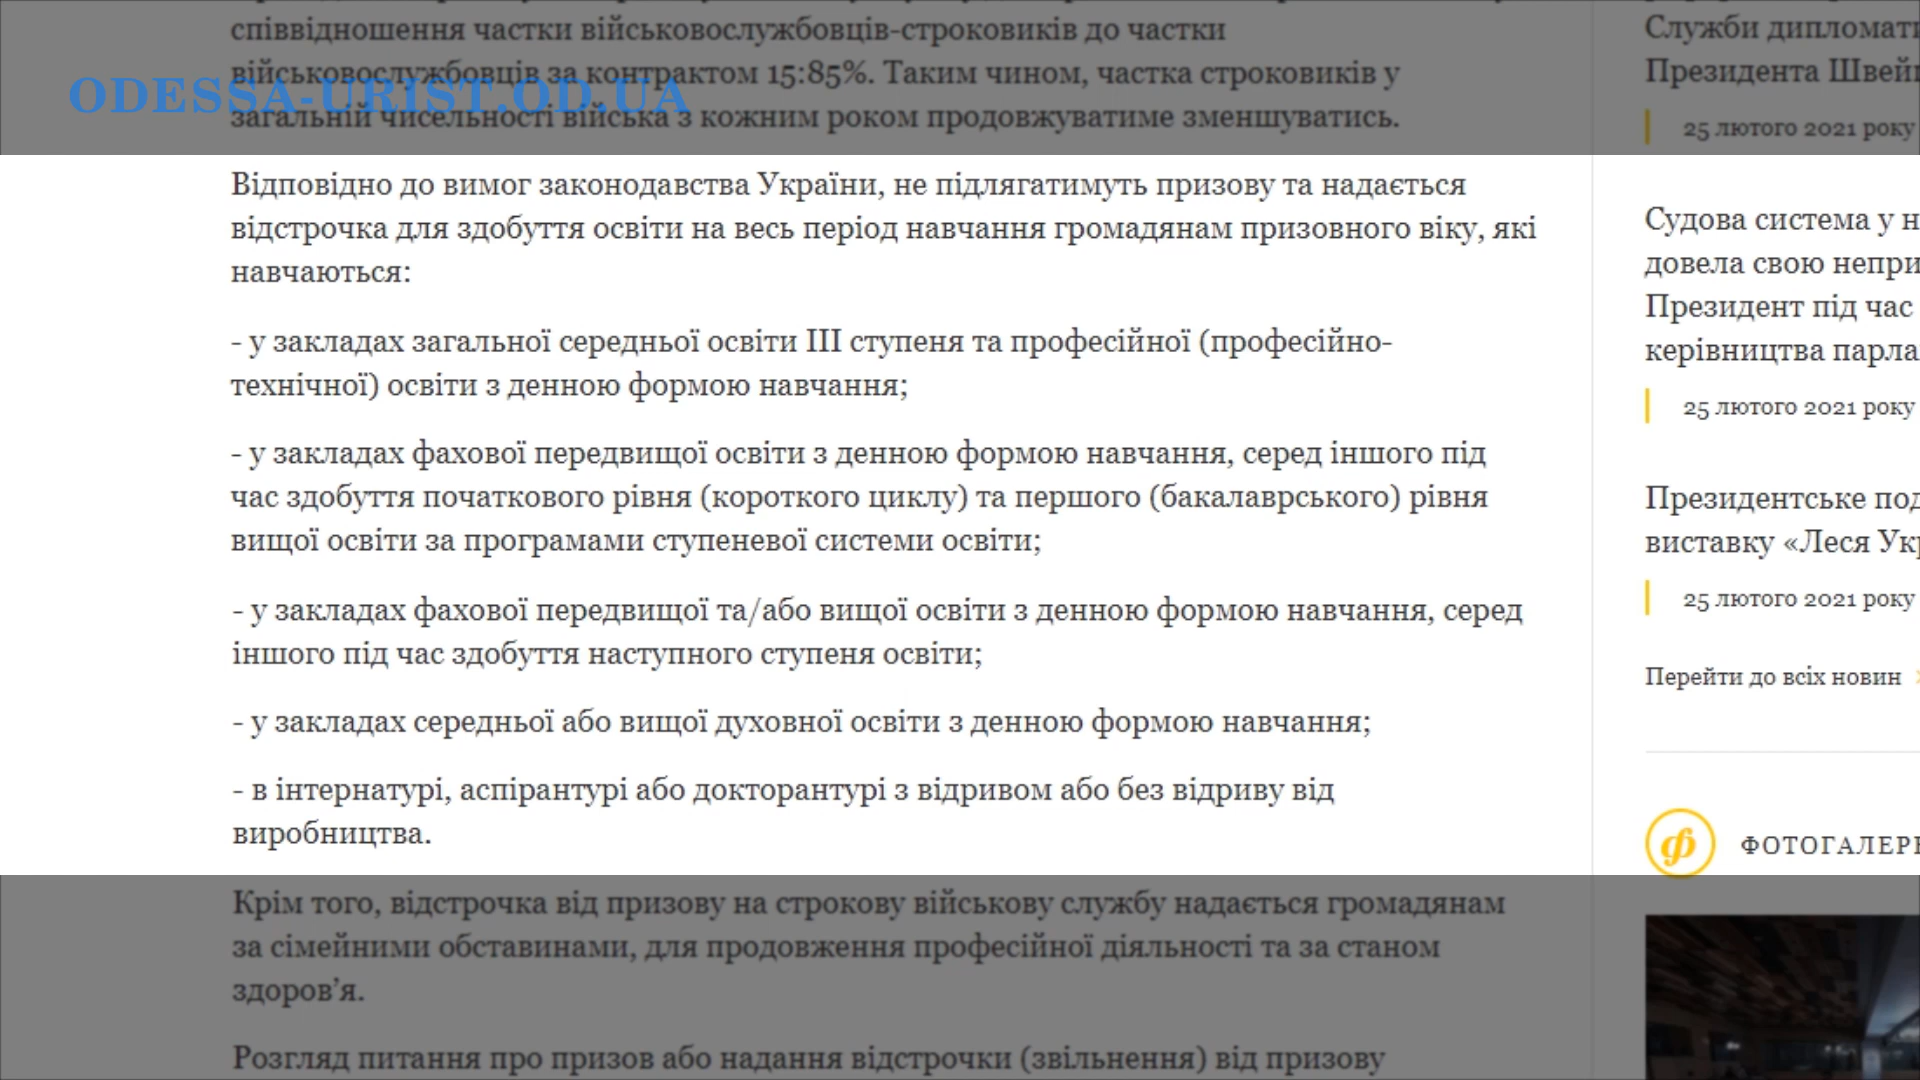 співвідношення частки військовослужбовців-строковиків до частки
військовослужбовців за контрактом 15:85%. Таким чином, частка строковиків у
загальній чисельності війська з кожним роком продовжуватиме зменшуватись.
ODESSA-URIST.OD.UA
Відповідно до вимог законодавства України, не підлягатимуть призову та надається
відстрочка для здобуття освіти на весь період навчання громадянам призовного віку, які
навчаються:
- у закладах загальної середньої освіти III ступеня та професійної (професійно-
технічної) освіти з денною формою навчання;
- у закладах фахової передвищої освіти з денною формою навчання, серед іншого під
час здобуття початкового рівня (короткого циклу) та першого (бакалаврського) рівня
вищої освіти за програмами ступеневої системи освіти;
- у закладах фахової передвищої та/або вищої освіти з денною формою навчання, серед
іншого під час здобуття наступного ступеня освіти;
- у закладах середньої або вищої духовної освіти з денною формою навчання;
- в інтернатурі, аспірантурі або докторантурі з відривом або без відриву від
виробництва.
Крім того, відстрочка від призову на строкову військову службу надається громадянам
за сімейними обставинами, для продовження професійної діяльності та за станом
здоров’я.
Розгляд питання про призов або надання відстрочки (звільнення) від призову
Служби дипломаті
Президента Швей
25 лютого 2021 року
Судова система у н
довела свою непри
Президент під час
керівництва парла
25 лютого 2021 року
Президентське под
виставку «Леся Укр
25 лютого 2021 року
Перейти до всіх новин
ф ФОТОГАЛЕРЕ